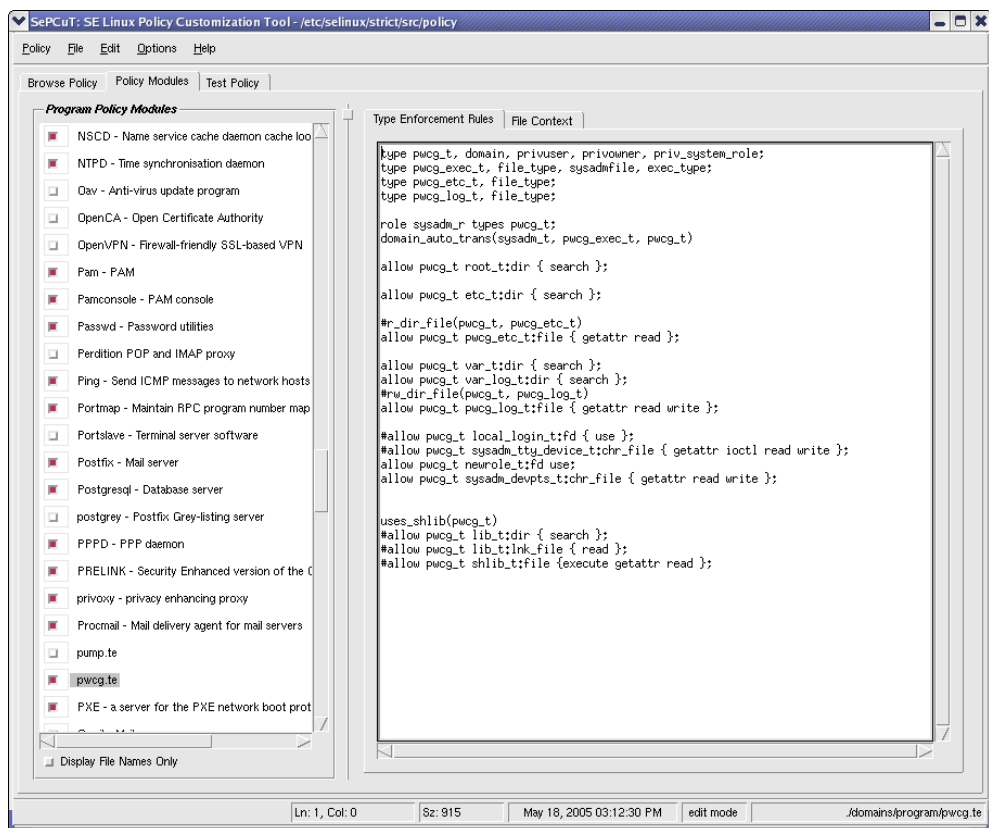 SePCuT: SE Linux Policy Customization Tool - /etc/selinux/strict/src/policy
Policy File Edit Options Help
Browse Policy Policy Modules Test Policy
Program Policy Modules
NSCD - Name service cache daemon cache loo
NTPD - Time synchronisation daemon
Oav - Anti-virus update program
OpenCA - Open Certificate Authority
OpenVPN - Firewall-friendly SSL-based VPN
Pam - PAM
Pamconsole - PAM console
Passwd - Password utilities
Perdition POP and IMAP proxy
Ping - Send ICMP messages to network hosts
Portmap - Maintain RPC program number map
Portslave - Terminal server software
Postfix - Mail server
Postgresql - Database server
postgrey - Postfix Grey-listing server
PPPD - PPP daemon
PRELINK - Security Enhanced version of the
privoxy - privacy enhancing proxy
Procmail - Mail delivery agent for mail servers
pump.te
pwcg.te
PXE - a server for the PXE network boot prot
Display File Names Only
Type Enforcement Rules File Context
type pwcg_t, domain, privuser, privowner, priv_system_role;
type pwcg_exec_t, file_type, sysadmfile, exec_type;
type pwcg_etc_t, file_type;
type pwcg_log_t, file_type;
role sysadm_r types pwcg_t;
domain_auto_trans(sysadm_t, pwcg_exec_t, pwcg_t)
allow pwcg_t root_t:dir { search };
allow pwcg_t etc_t:dir { search };
#r_dir_file(pwcg_t, pwcg_etc_t)
allow pwcg_t pwcg_etc_t:file { getattr read };
allow pwcg_t var_t:dir { search };
allow pwcg_t var_log_t:dir { search };
#rw_dir_file(pwcg_t, pwcg_log_t)
allow pwcg_t pwcg_log_t:file { getattr read write };
#allow pwcg_t local_login_t:fd { use };
#allow pwcg_t sysadm_tty_device_t:chr_file { getattr ioctl read write };
allow pwcg_t newrole_t:fd use;
allow pwcg_t sysadm_devpts_t:chr_file { getattr read write };
uses_shlib(pwcg_t)
#allow pwcg_t lib_t:dir { search };
#allow pwcg_t lib_t:lnk_file { read };
#allow pwcg_t shlib_t:file {execute getattr read };
Ln: 1, Col: 0 Sz: 915 May 18, 2005 03:12:30 PM edit mode ./domains/program/pwcg.te